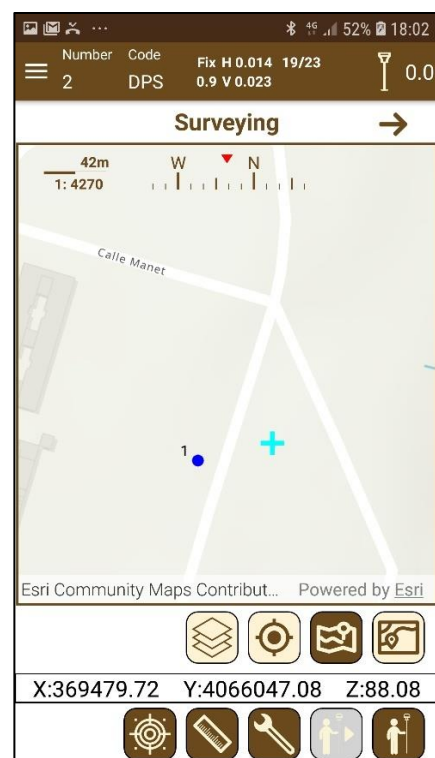 4G 52% 18:02
Number Code
2 DPS
Fix H 0.014 19/23
0.9 V 0.023
0.0
Surveying
42m
1: 4270
W N
Calle Manet
1
Esri Community Maps Contribut... Powered by Esri
X:369479.72 Y:4066047.08 Z:88.08